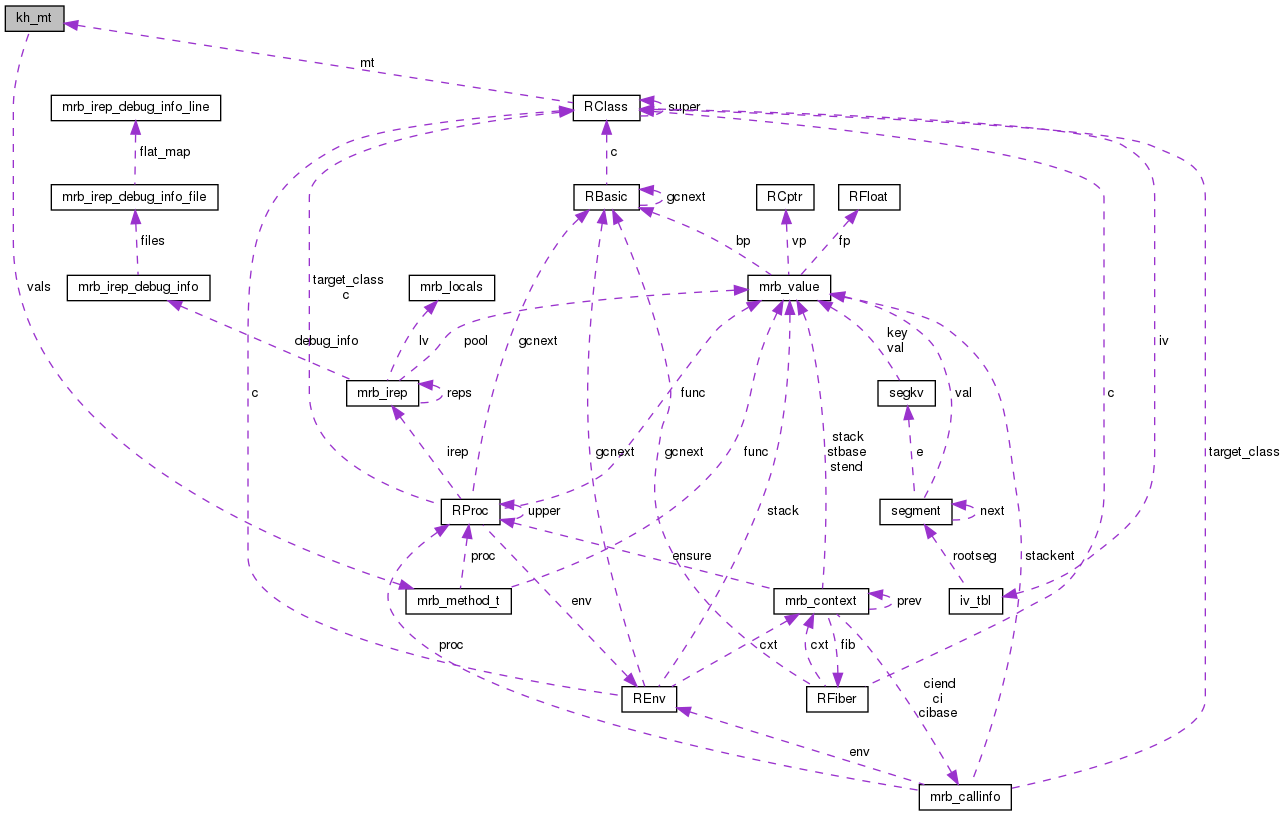 kh_mt
mt
mrb_irep_debug_info_line
RClass
super
flat_map
c
mrb_irep_debug_info_file
RBasic
gcnext
RCptr
RFloat
files
bp
vp
fp
vals
mrb_irep_debug_info
target_class
c
mrb_locals
mrb_value
debug_info
lv
pool
gcnext
key
val
iv
mrb_irep
reps
c
func
segkv
val
c
irep
gcnext
gcnext
func
stack
stbase
stend
e
target_class
RProc
upper
stack
segment
next
proc
ensure
rootseg
stackent
mrb_method_t
env
mrb_context
prev
iv_tbl
proc
cxt
cxt
fib
REnv
RFiber
ciend
ci
cibase
env
mrb_callinfo